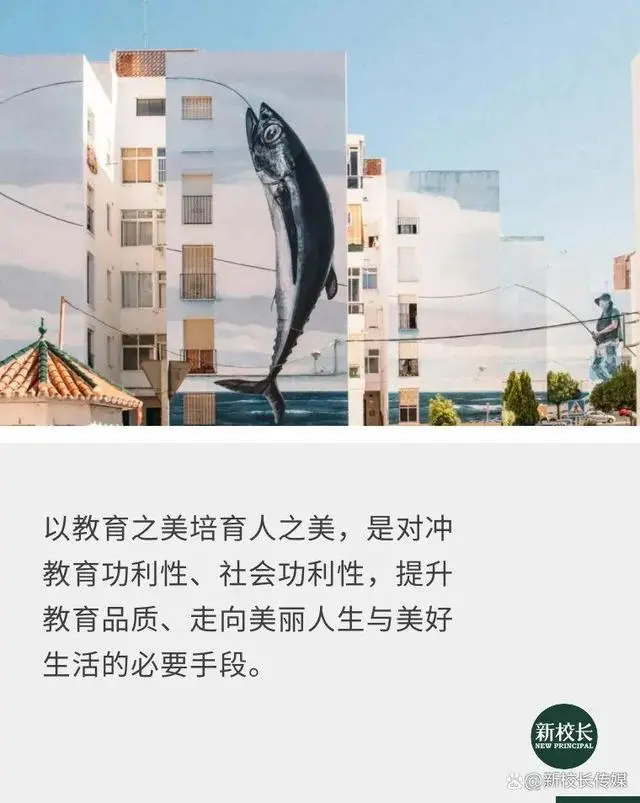 以教育之美培育人之美，是对冲
教育功利性、社会功利性，提升
教育品质、走向美丽人生与美好
生活的必要手段。
新校长
NEW PRINCIPAL
@新校长传媒